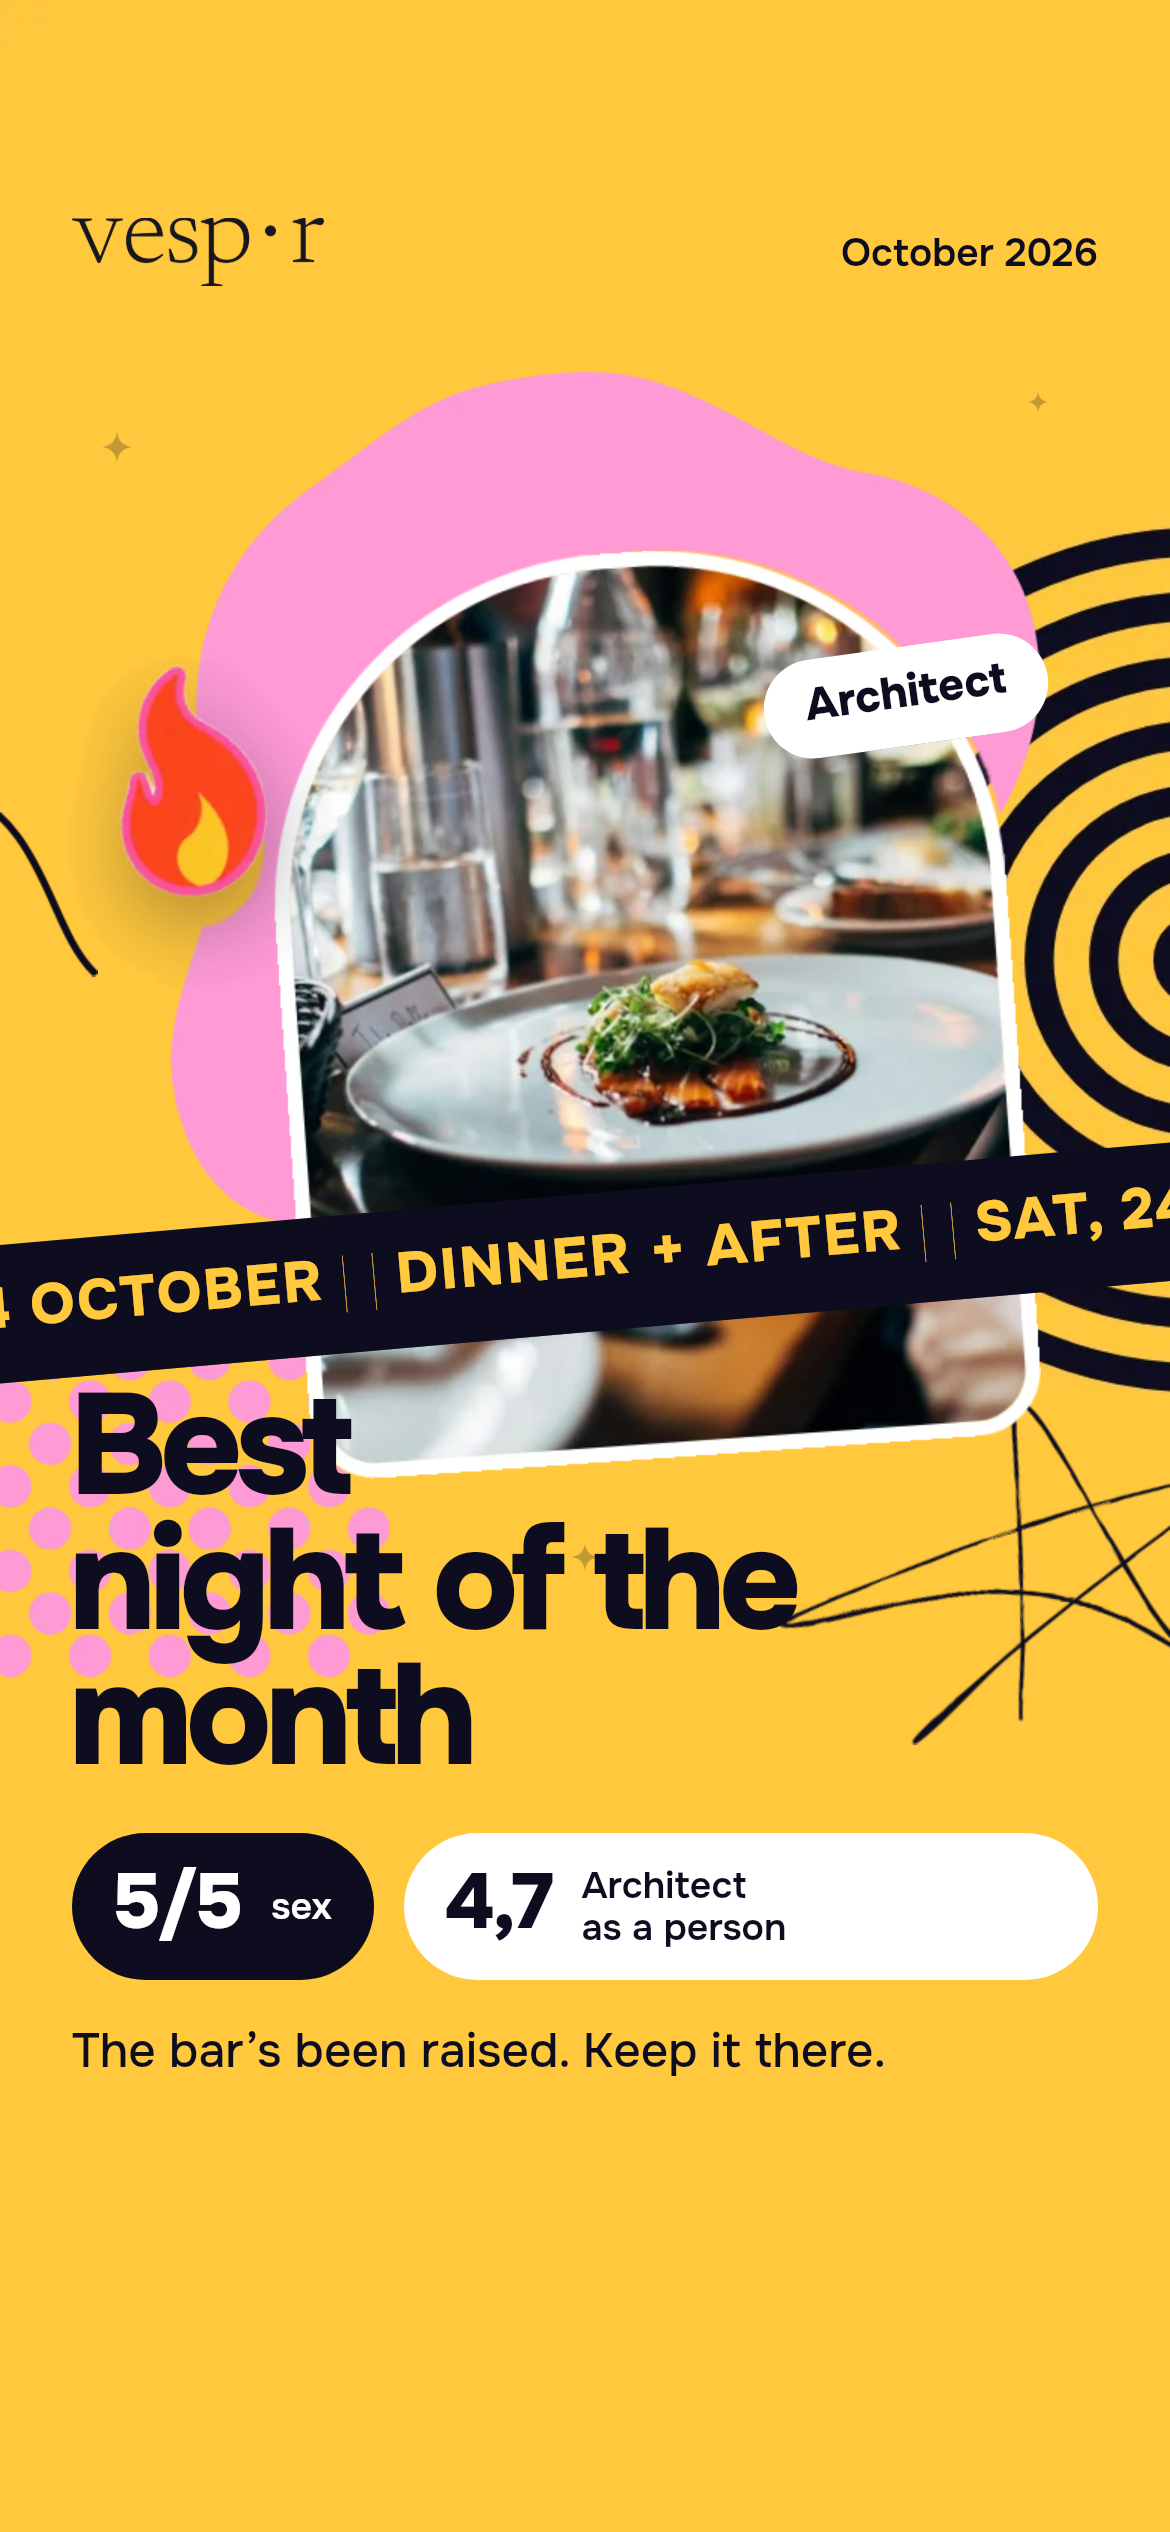 vesp·r
October 2026
Architect
OCTOBER || DINNER + AFTER || SAT, 24
Best
night of the
month
5/5 sex
4,7 Architect
as a person
The bar’s been raised. Keep it there.